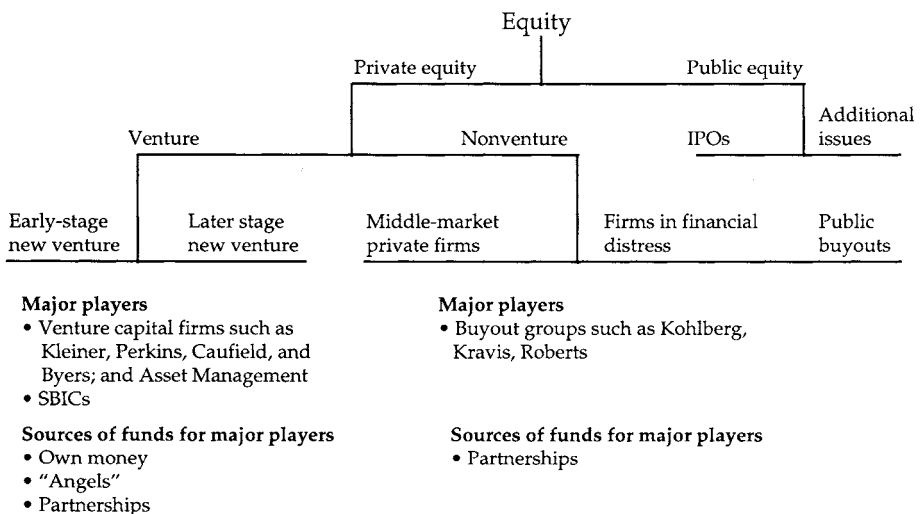 Equity
Private equity
Public equity
Venture
Nonventure
IPOs
Additional
issues
Early-stage
new venture
Later stage
new venture
Middle-market
private firms
Firms in financial
distress
Public
buyouts
Major players
• Venture capital firms such as
Kleiner, Perkins, Caufield, and
Byers; and Asset Management
• SBICs
Sources of funds for major players
• Own money
• “Angels”
• Partnerships
Major players
• Buyout groups such as Kohlberg,
Kravis, Roberts
Sources of funds for major players
• Partnerships